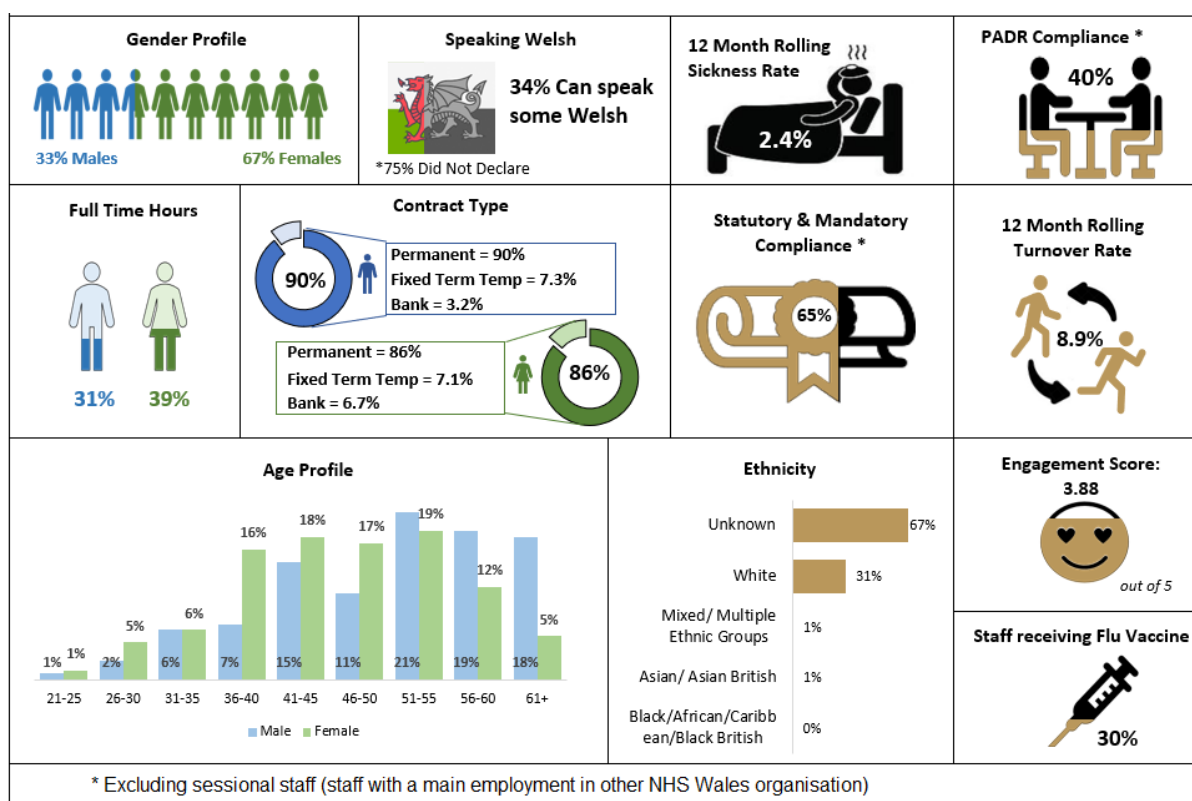 Gender Profile
33% Males
67% Females
Speaking Welsh
34% Can speak
some Welsh
*75% Did Not Declare
12 Month Rolling
Sickness Rate
2.4%
PADR Compliance *
40%
Full Time Hours
31%
39%
Contract Type
90%
Permanent = 90%
Fixed Term Temp = 7.3%
Bank = 3.2%
Permanent = 86%
Fixed Term Temp = 7.1%
Bank = 6.7%
86%
Statutory & Mandatory
Compliance *
65%
12 Month Rolling
Turnover Rate
8.9%
Age Profile
1%
1%
2%
5%
6%
6%
7%
16%
15%
18%
11%
17%
21%
19%
19%
12%
18%
5%
21-25
26-30
31-35
36-40
41-45
46-50
51-55
56-60
61+
Male
Female
Ethnicity
Unknown
67%
White
31%
Mixed/ Multiple
Ethnic Groups
1%
Asian/ Asian British
1%
Black/African/Caribb
ean/Black British
0%
Engagement Score:
3.88
out of 5
Staff receiving Flu Vaccine
30%
* Excluding sessional staff (staff with a main employment in other NHS Wales organisation)